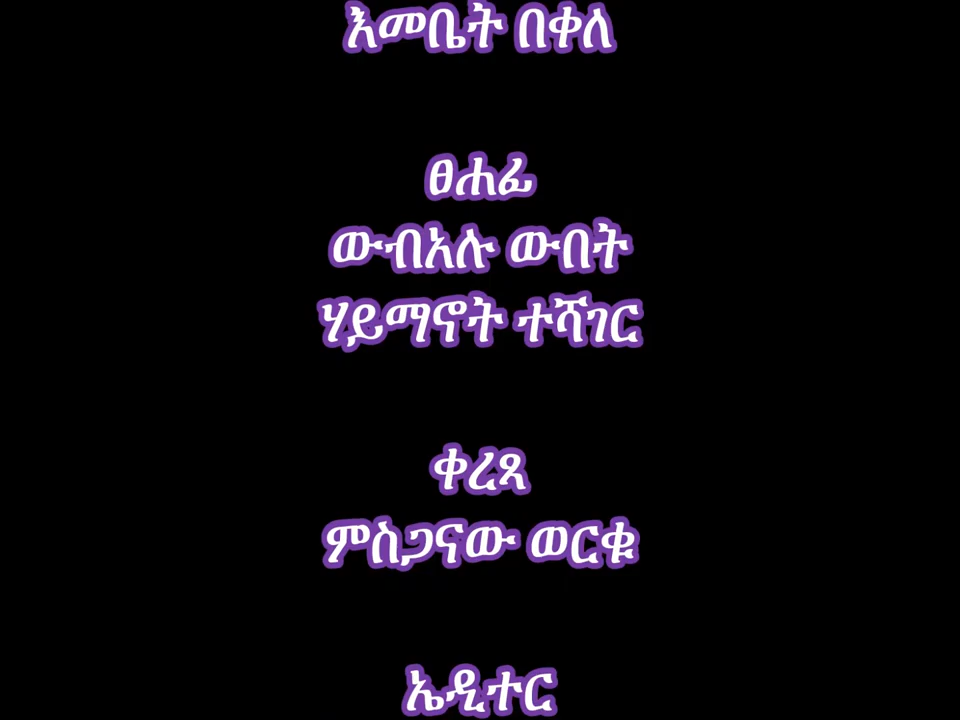 እመቤት በቀለ
ፀሐፊ
ውብአሉ ውበት
ሃይማኖት ተሻገር
ቀረጻ
ምስጋናው ወርቁ
ኤዲተር